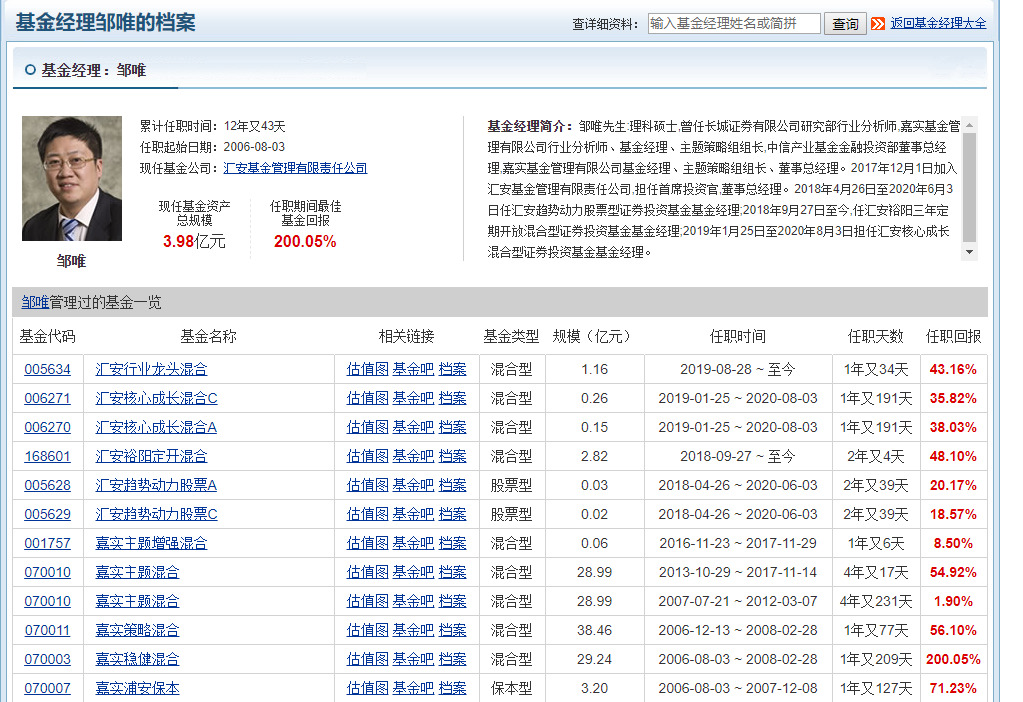 基金经理邹唯的档案
查详细资料： 输入基金经理姓名或简拼 查询 返回基金经理大全
基金经理：邹唯
累计任职时间：12年又43天
任职起始日期：2006-08-03
现任基金公司：汇安基金管理有限责任公司
现任基金资产
总规模
3.98亿元
任职期间最佳
基金回报
200.05%
邹唯
基金经理简介：邹唯先生:理科硕士,曾任长城证券有限公司研究部行业分析师,嘉实基金管
理有限公司行业分析师、基金经理、主题策略组组长,中信产业基金金融投资部董事总经
理,嘉实基金管理有限公司基金经理、主题策略组组长、董事总经理。2017年12月1日加入
汇安基金管理有限责任公司,担任首席投资官,董事总经理。2018年4月26日至2020年6月3
日任汇安趋势动力股票型证券投资基金基金经理;2018年9月27日至今,任汇安裕阳三年定
期开放混合型证券投资基金基金经理;2019年1月25日至2020年8月3日担任汇安核心成长
混合型证券投资基金基金经理。
邹唯管理过的基金一览
基金代码 基金名称 相关链接 基金类型 规模（亿元） 任职时间 任职天数 任职回报
005634 汇安行业龙头混合 估值图 基金吧 档案 混合型 1.16 2019-08-28 ~ 至今 1年又34天 43.16%
006271 汇安核心成长混合C 估值图 基金吧 档案 混合型 0.26 2019-01-25 ~ 2020-08-03 1年又191天 35.82%
006270 汇安核心成长混合A 估值图 基金吧 档案 混合型 0.15 2019-01-25 ~ 2020-08-03 1年又191天 38.03%
168601 汇安裕阳定开混合 估值图 基金吧 档案 混合型 2.82 2018-09-27 ~ 至今 2年又4天 48.10%
005628 汇安趋势动力股票A 估值图 基金吧 档案 股票型 0.03 2018-04-26 ~ 2020-06-03 2年又39天 20.17%
005629 汇安趋势动力股票C 估值图 基金吧 档案 股票型 0.02 2018-04-26 ~ 2020-06-03 2年又39天 18.57%
001757 嘉实主题增强混合 估值图 基金吧 档案 混合型 0.06 2016-11-23 ~ 2017-11-29 1年又6天 8.50%
070010 嘉实主题混合 估值图 基金吧 档案 混合型 28.99 2013-10-29 ~ 2017-11-14 4年又17天 54.92%
070010 嘉实主题混合 估值图 基金吧 档案 混合型 28.99 2007-07-21 ~ 2012-03-07 4年又231天 1.90%
070011 嘉实策略混合 估值图 基金吧 档案 混合型 38.46 2006-12-13 ~ 2008-02-28 1年又77天 56.10%
070003 嘉实稳健混合 估值图 基金吧 档案 混合型 29.24 2006-08-03 ~ 2008-02-28 1年又209天 200.05%
070007 嘉实浦安保本 估值图 基金吧 档案 保本型 3.20 2006-08-03 ~ 2007-12-08 1年又127天 71.23%